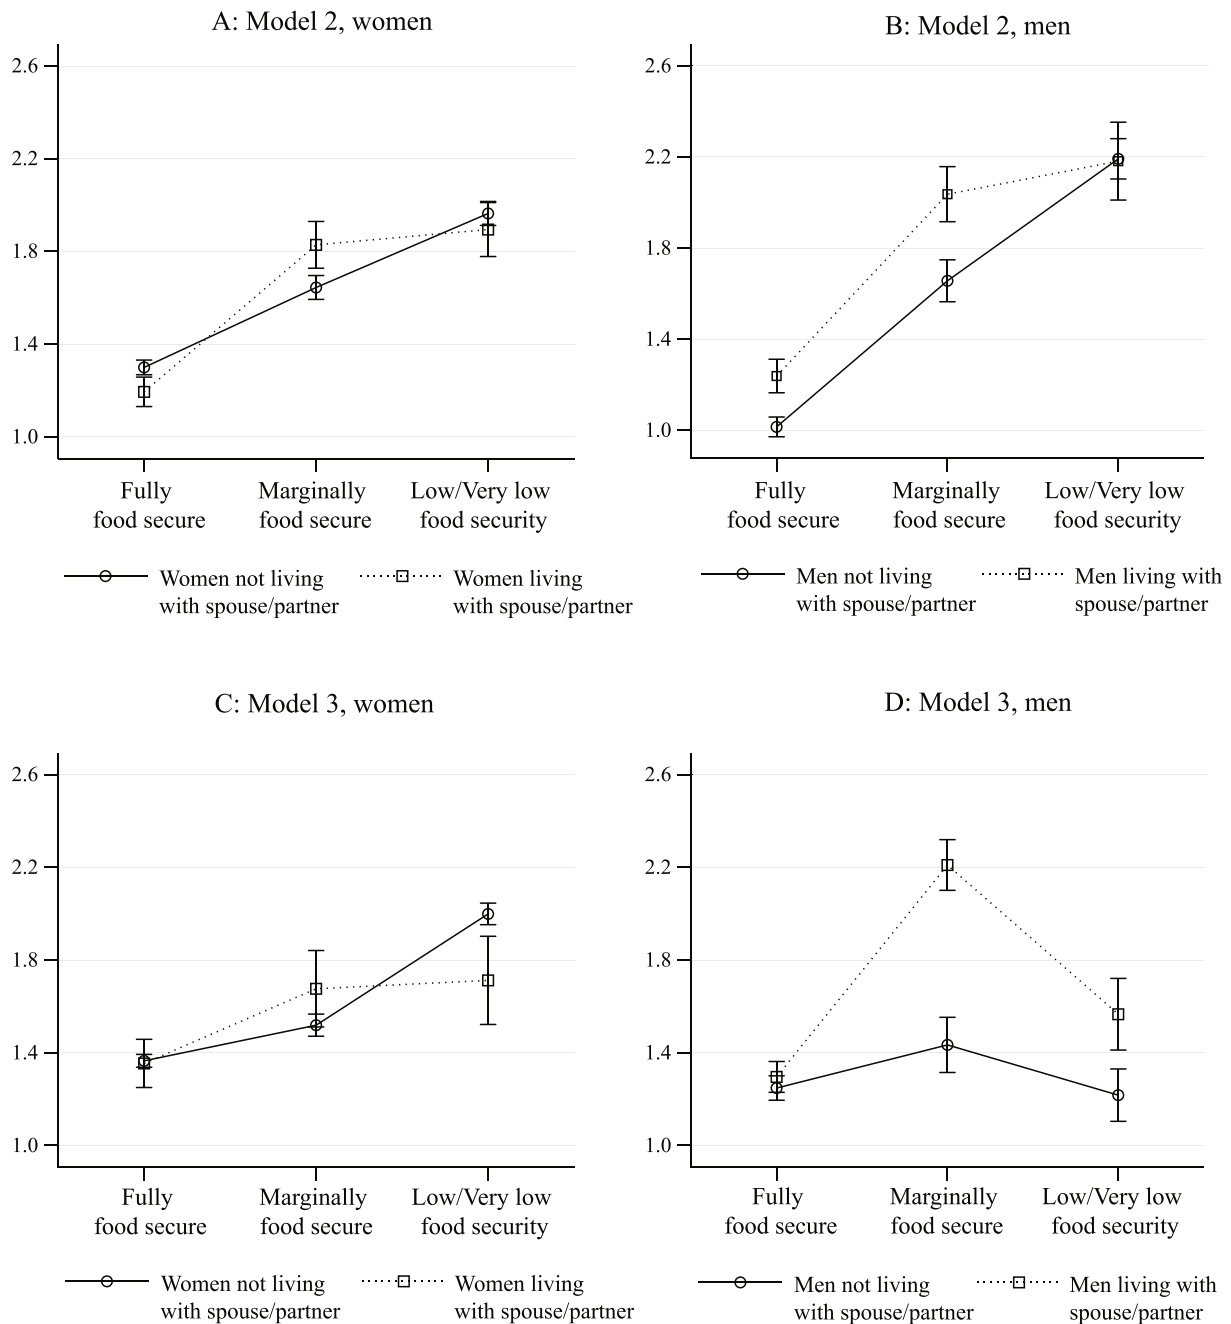 A: Model 2, women
2.6
2.2
1.8
1.4
1.0
Fully
food secure
Marginally
food secure
Low/Very low
food security
Women not living
with spouse/partner
Women living
with spouse/partner
B: Model 2, men
2.6
2.2
1.8
1.4
1.0
Fully
food secure
Marginally
food secure
Low/Very low
food security
Men not living
with spouse/partner
Men living with
spouse/partner
C: Model 3, women
2.6
2.2
1.8
1.4
1.0
Fully
food secure
Marginally
food secure
Low/Very low
food security
Women not living
with spouse/partner
Women living
with spouse/partner
D: Model 3, men
2.6
2.2
1.8
1.4
1.0
Fully
food secure
Marginally
food secure
Low/Very low
food security
Men not living
with spouse/partner
Men living with
spouse/partner